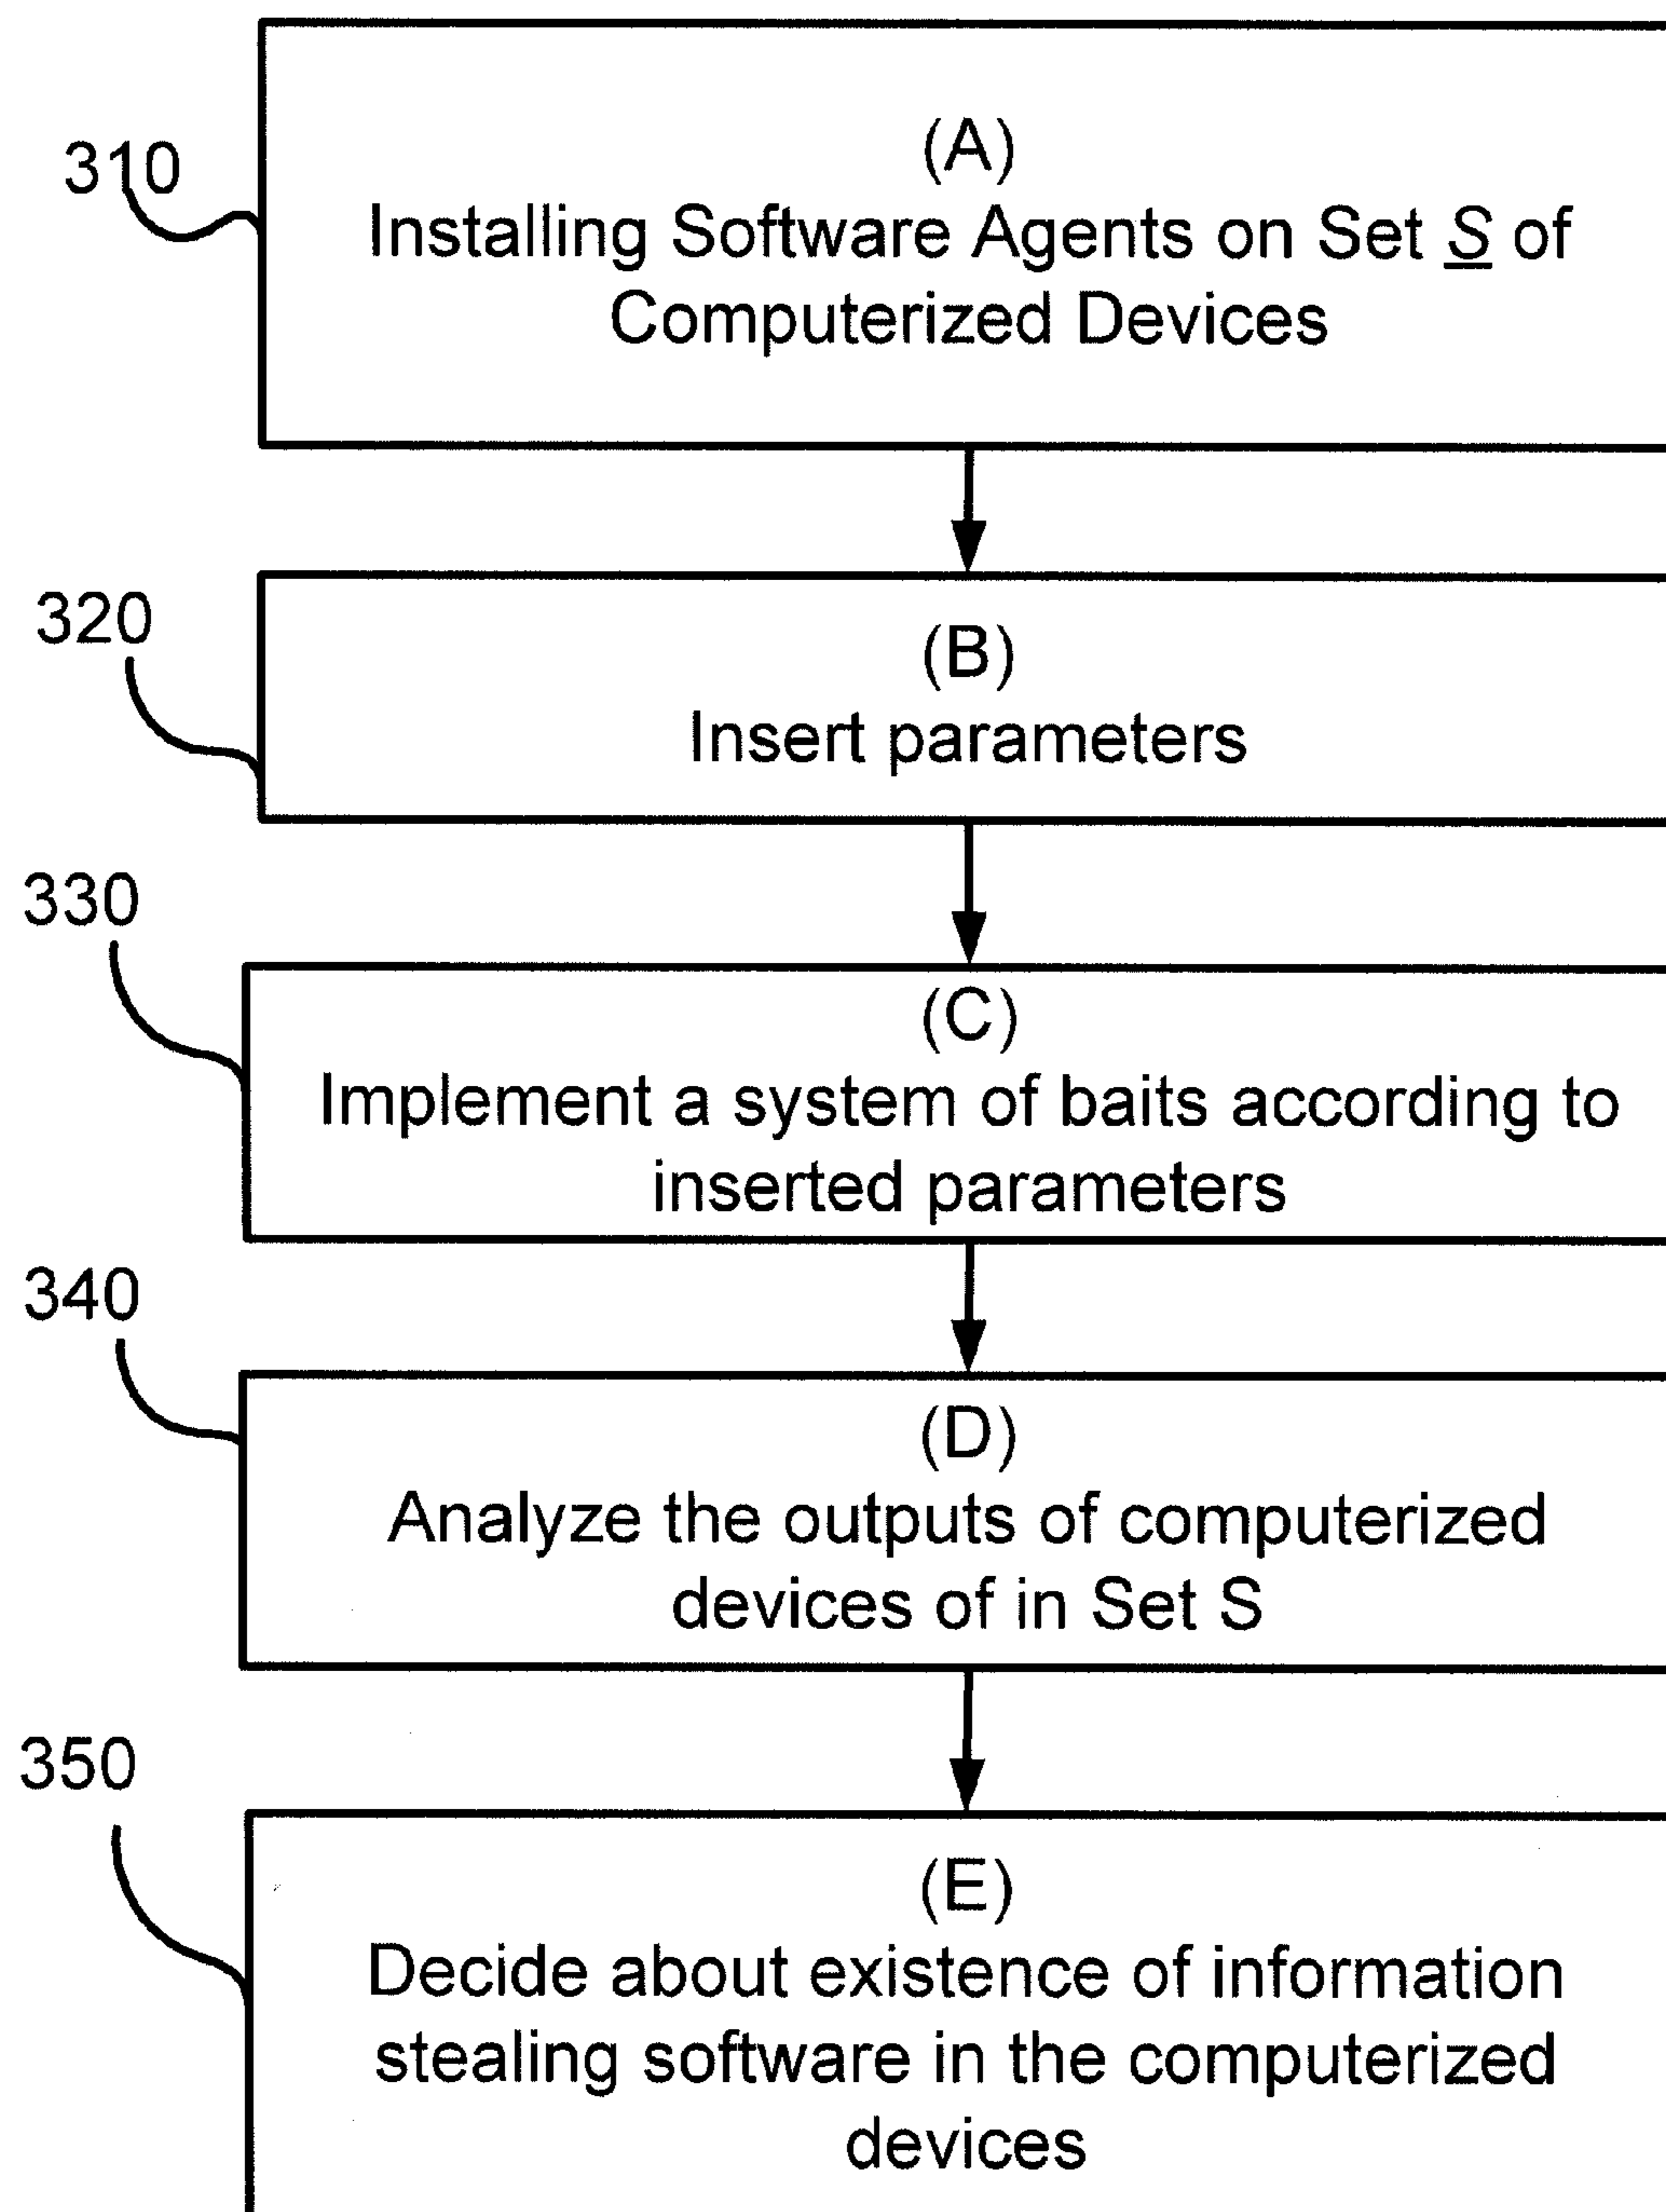 310
(A)
Installing Software Agents on Set S of
Computerized Devices
320
(B)
Insert parameters
330
(C)
Implement a system of baits according to
inserted parameters
340
(D)
Analyze the outputs of computerized
devices of in Set S
350
(E)
Decide about existence of information
stealing software in the computerized
devices